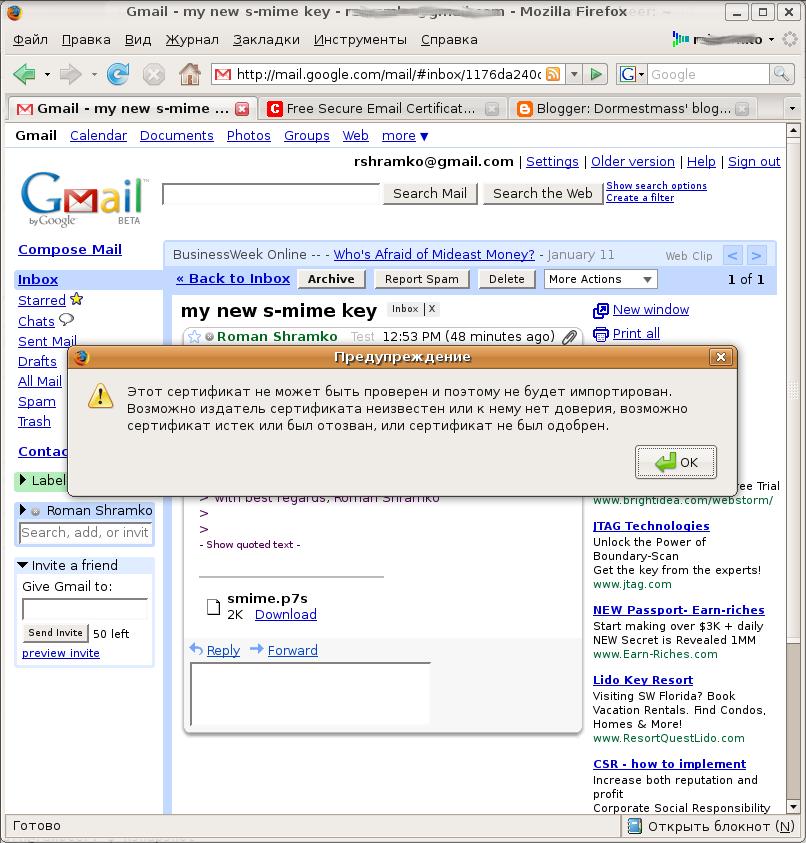 Gmail - my new s-mime key - - Mozilla Firefox
Файл Правка Вид Журнал Закладки Инструменты Справка
http://mail.google.com/mail/#inbox/1176da240c
G Google
Gmail - my new s-mime ... Free Secure Email Certificat... Blogger: Dormestmass' blog...
Gmail Calendar Documents Photos Groups Web more ▼
rshramko@gmail.com | Settings | Older version | Help | Sign out
Gmail
by Google BETA
Search Mail Search the Web
Show search options
Create a filter
Compose Mail
Inbox
Starred
Chats
Sent Mail
Drafts
All Mail
Spam
Trash
Contac
Label
Roman Shramko
Search, add, or invit
Invite a friend
Give Gmail to:
Send Invite 50 left
preview invite
BusinessWeek Online -- - Who's Afraid of Mideast Money? - January 11 Web Clip < >
« Back to Inbox Archive Report Spam Delete More Actions 1 of 1
my new s-mime key Inbox | X
Roman Shramko Test 12:53 PM (48 minutes ago)
New window
Print all
Предупреждение
Этот сертификат не может быть проверен и поэтому не будет импортирован.
Возможно издатель сертификата неизвестен или к нему нет доверия, возможно
сертификат истек или был отозван, или сертификат не был одобрен.
OK
> with best regards, Roman Shramko
>
>
- Show quoted text -
smime.p7s
2K Download
Reply Forward
ree Trial
www.brightidea.com/webstorm/
JTAG Technologies
Unlock the Power of
Boundary-Scan
Get the key from the experts!
www.jtag.com
NEW Passport- Earn-riches
Start making over $3K + daily
NEW Secret is Revealed 1MM
www.Earn-Riches.com
Lido Key Resort
Visiting SW Florida? Book
Vacation Rentals. Find Condos,
Homes & More!
www.ResortQuestLido.com
CSR - how to implement
Increase both reputation and
profit
Corporate Social Responsibility
Готово
Открыть блокнот (N)